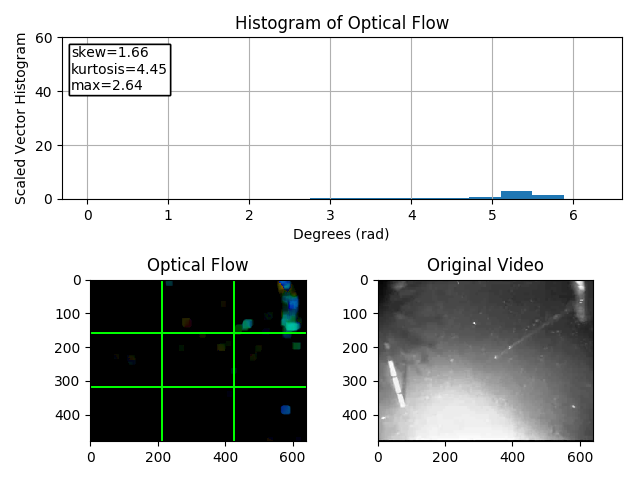 Histogram of Optical Flow
Scaled Vector Histogram
60
40
20
0
skew=1.66
kurtosis=4.45
max=2.64
0 1 2 3 4 5 6
Degrees (rad)
Optical Flow
0
100
200
300
400
0 200 400 600
Original Video
0
100
200
300
400
0 200 400 600